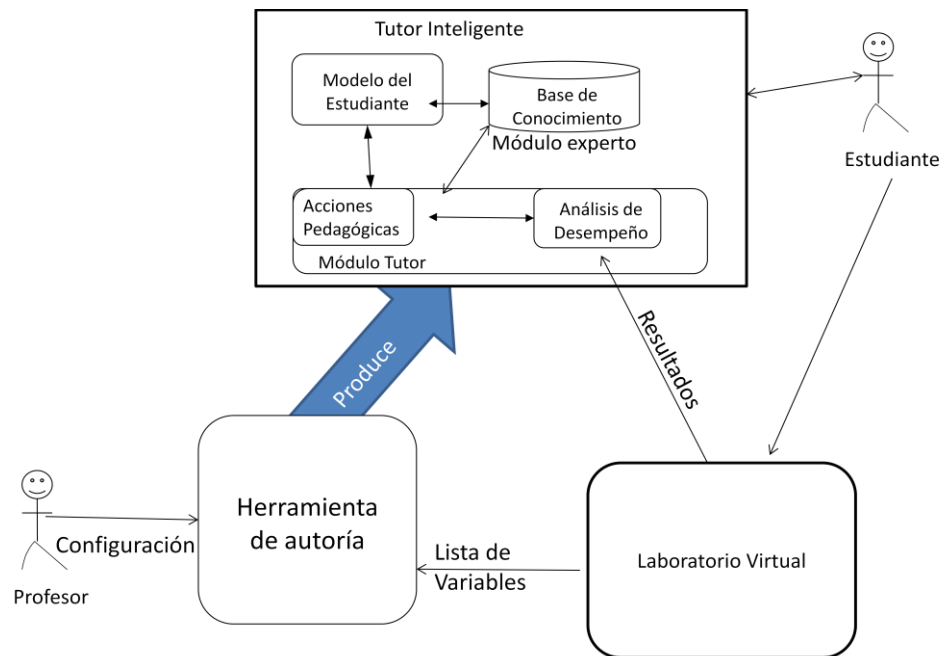 Tutor Inteligente
Modelo del
Estudiante
Base de
Conocimiento
Módulo experto
Estudiante
Acciones
Pedagógicas
Análisis de
Desempeño
Módulo Tutor
Produce
Resultados
Herramienta
de autoría
Configuración
Profesor
Lista de
Variables
Laboratorio Virtual